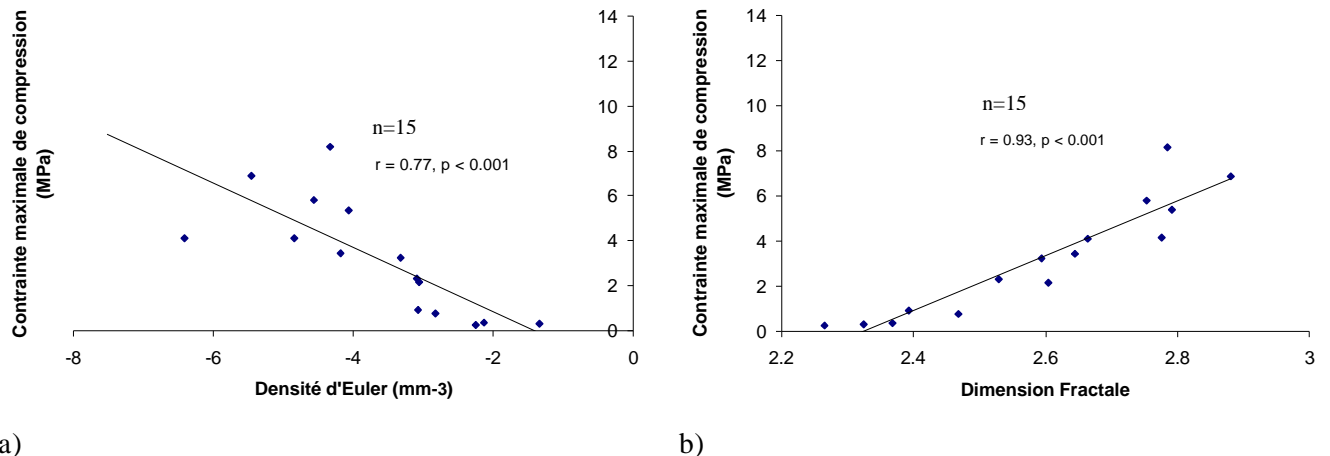 Contrainte maximale de compression
(MPa)
14
12
10
8
6
4
2
0
n=15
r = 0.77, p < 0.001
-8
-6
-4
-2
0
Densité d'Euler (mm-3)
a)
Contrainte maximale de compression
(MPa)
14
12
10
8
6
4
2
0
n=15
r = 0.93, p < 0.001
2.2
2.4
2.6
2.8
3
Dimension Fractale
b)